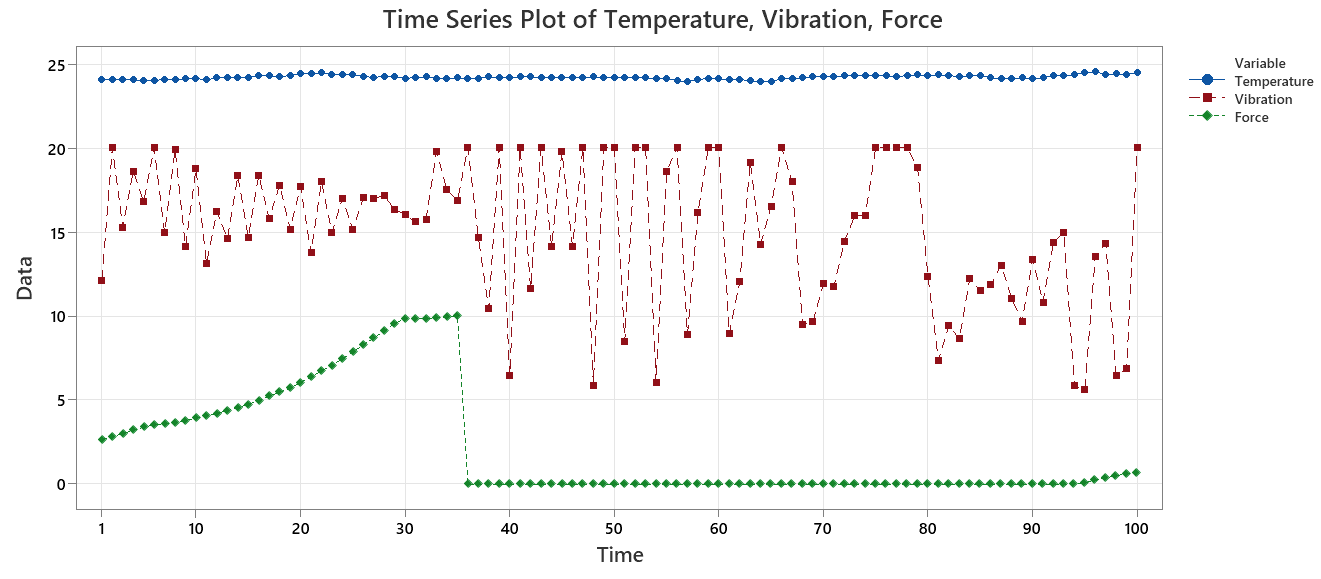 Time Series Plot of Temperature, Vibration, Force
Variable
Temperature
Vibration
Force
Data
25
20
15
10
5
0
1 10 20 30 40 50 60 70 80 90 100
Time